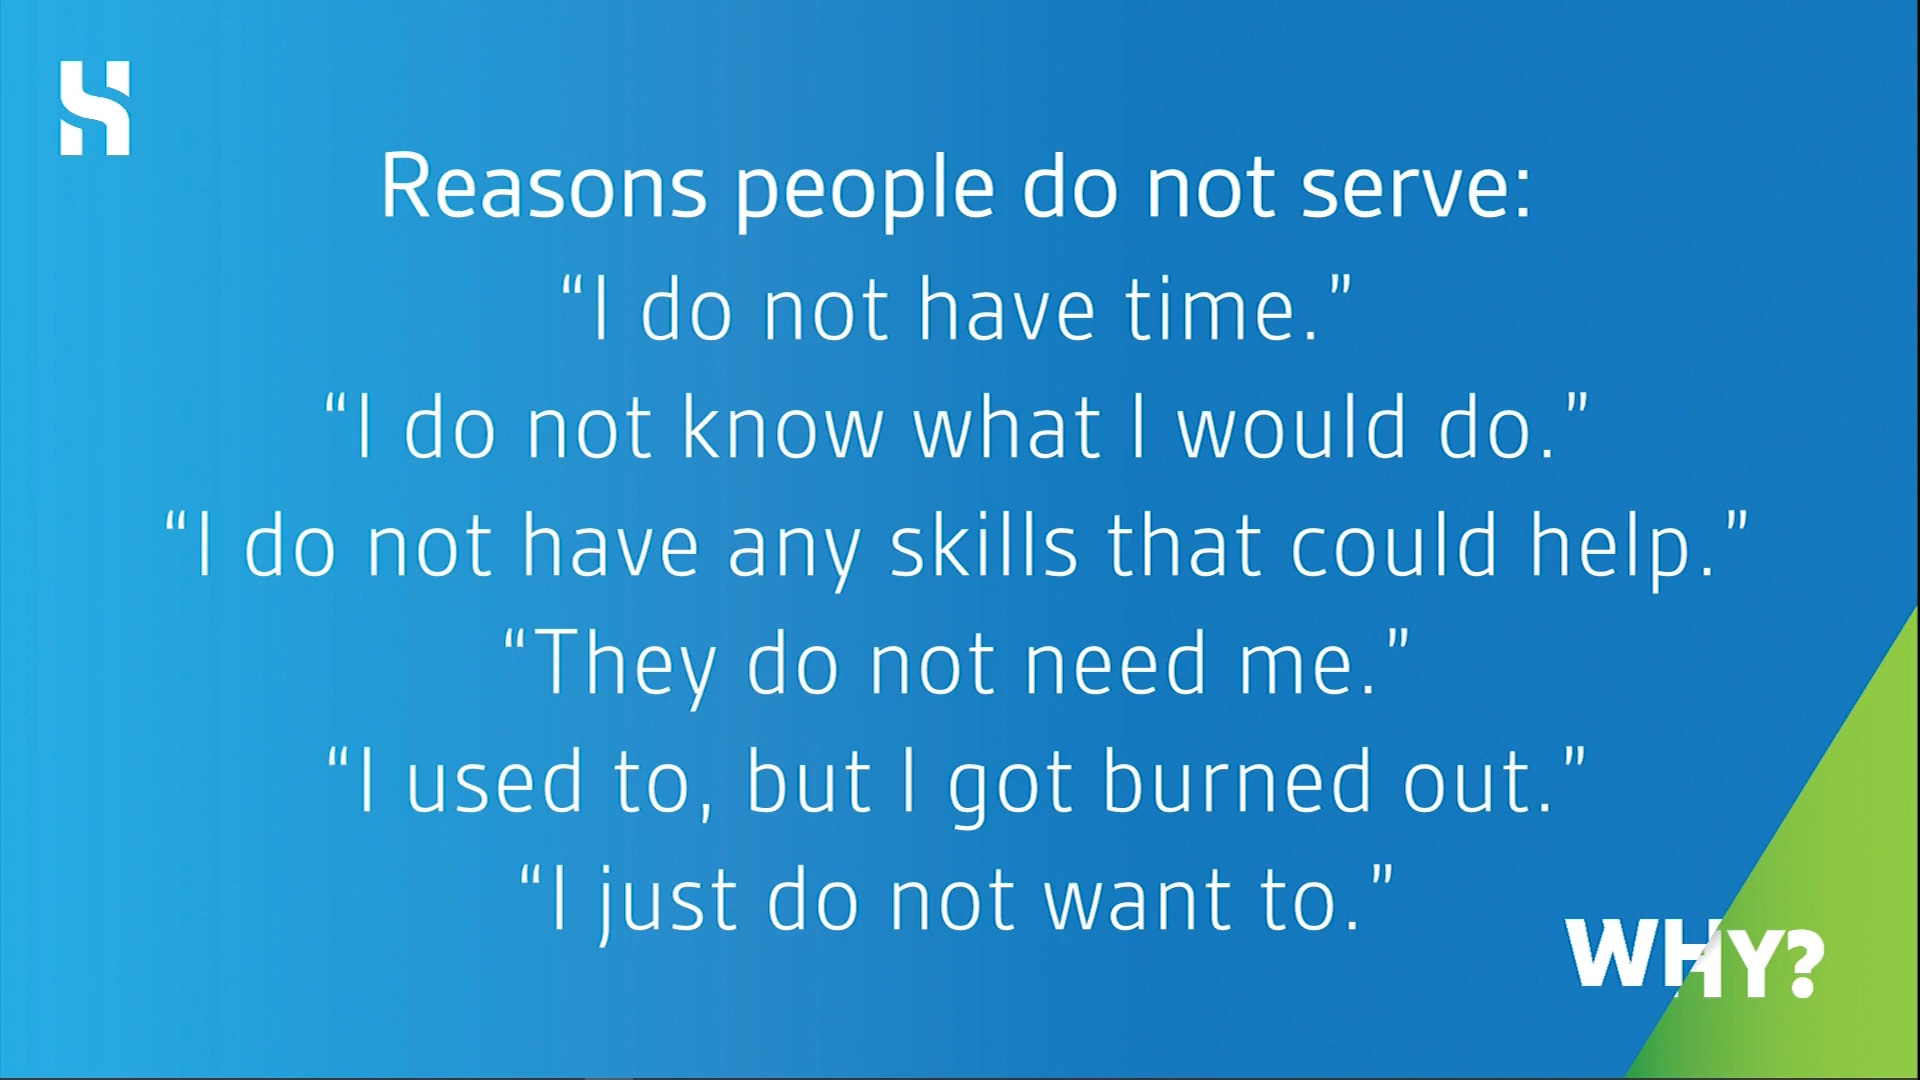 Reasons people do not serve:
“I do not have time.”
“I do not know what I would do.”
“I do not have any skills that could help.”
“They do not need me.”
“I used to, but I got burned out.”
“I just do not want to.”
WHY?